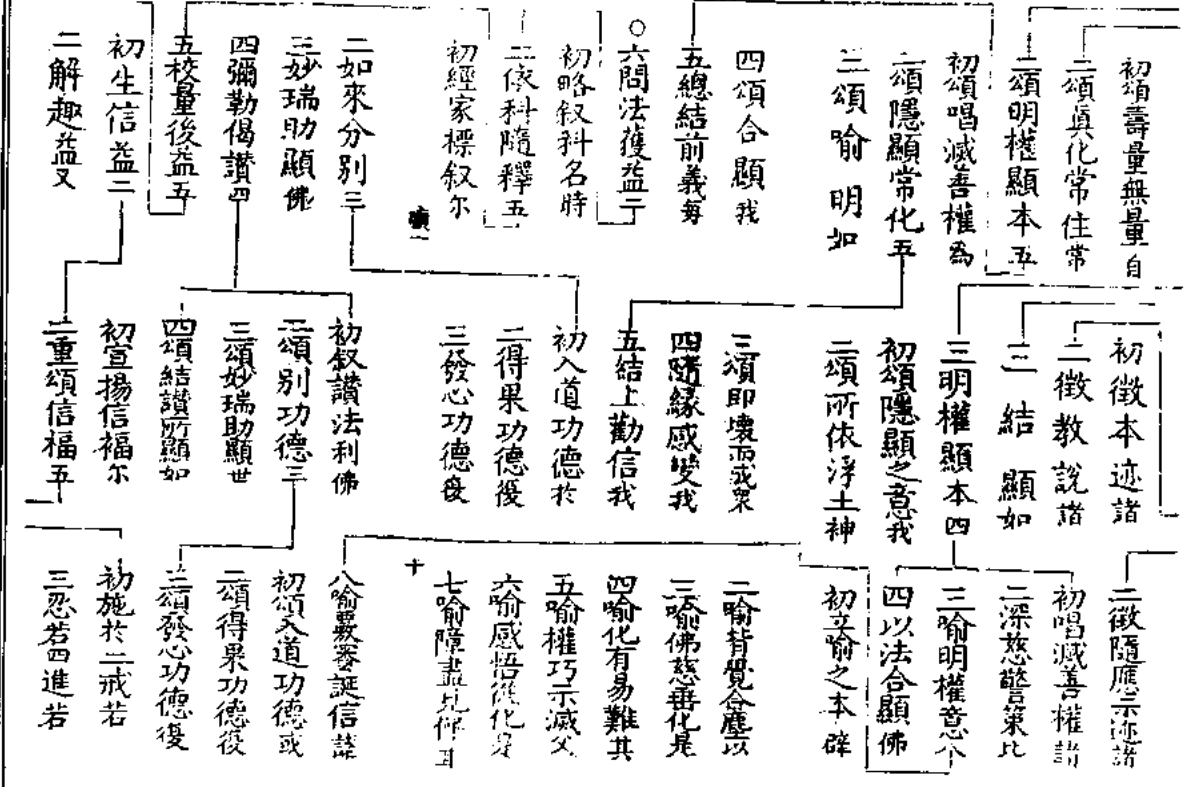 初頌壽量無量自
二頌真化常住常
二頌明權顯本五
初頌唱滅善權為
二頌隱顯常化五
三頌喻明如
四頌合顯我
五總結前義每
○六問法獲益二
初略叙科名時
二依科隨釋五
初經家標叙尔
二如來分別三
三妙瑞助顯佛
四彌勒偈讚四
五校量後益五
初生信益二
二解趣益又
初徵本迹諸
二徵教說諸
三結顯如
三明權顯本四
初頌隱顯之意我
二頌所依淨土神
三頌即壞而我眾
四隨緣感變我
五結上勸信我
初入道功德於
二得果功德復
三發心功德復
初叙讚法利佛
二頌別功德三
三頌妙瑞助顯世
四頌結讚所顯如
初宣揚信福尔
二重頌信福五
二徵隨應示迹諸
初唱滅善權諸
二深慈警策比
三喻明權意
四以法合顯佛
初立喻之本辟
二喻背覺合塵以
三喻佛慈垂化是
四喻化有易難其
五喻權巧示滅父
六喻感悟從化是
七喻障盡見佛
十
八喻覈審誕信諸
初頌入道功德或
二頌得果功德復
三頌發心功德復
初施於二戒若
三忍若四進若